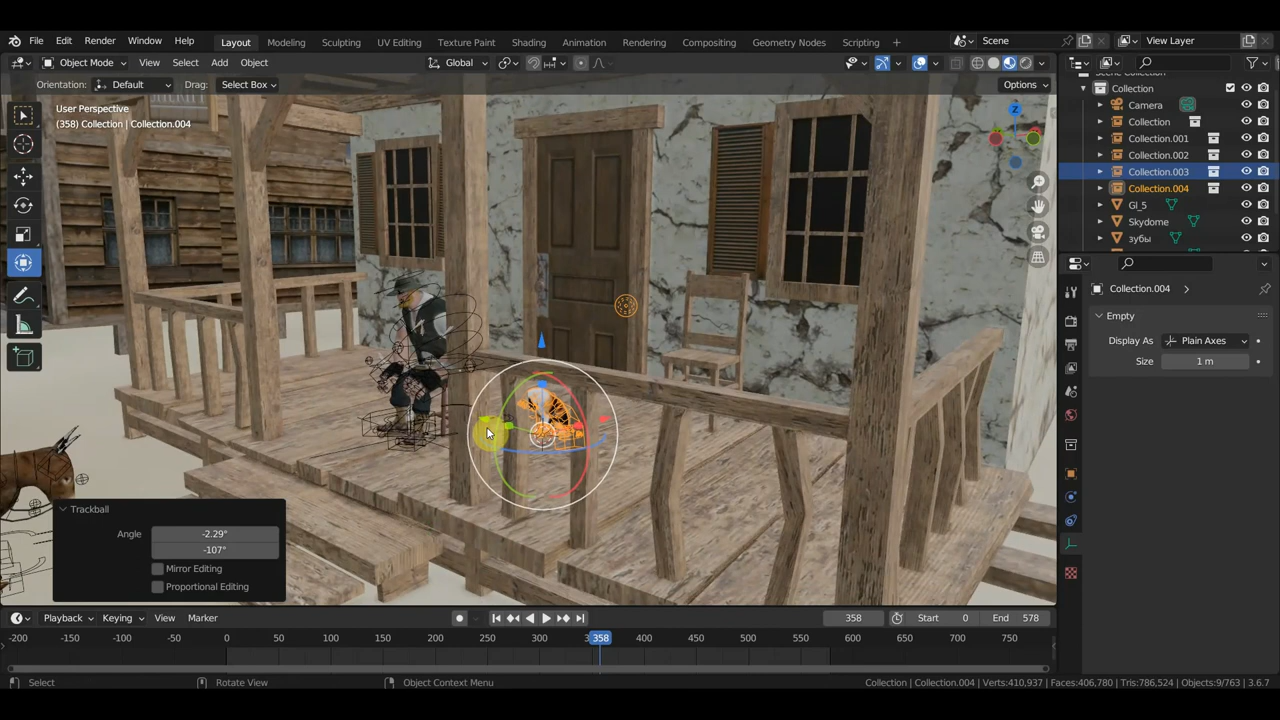 File Edit Render Window Help Layout Modeling Sculpting UV Editing Texture Paint Shading Animation Rendering Compositing Geometry Nodes Scripting + Scene View Layer
Object Mode View Select Add Object Global
Orientation: Default Drag: Select Box Options
User Perspective
(358) Collection | Collection.004
Z
Collection
Camera
Collection
Collection.001
Collection.002
Collection.003
Collection.004
Gl_5
Skydome
зубы
Collection.004
Empty
Display As Plain Axes
Size 1 m
Trackball
Angle -2.29°
-107°
Mirror Editing
Proportional Editing
Playback Keying View Marker 358 Start 0 End 578
-200 -150 -100 -50 0 50 100 150 200 250 300 358 400 450 500 550 600 650 700 750
Select Rotate View Object Context Menu Collection | Collection.004 | Verts:410,937 | Faces:406,780 | Tris:786,524 | Objects:9/763 | 3.6.7